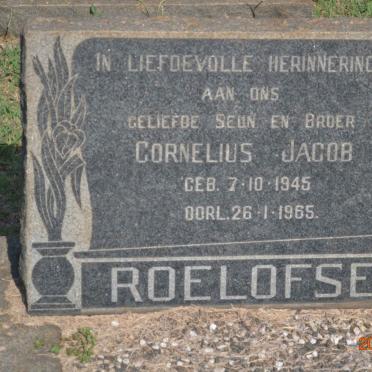 IN LIEFDEVOLLE HERINNERING
AAN ONS
GELIEFDE SEUN EN BROER
CORNELIUS JACOB
GEB. 7-10-1945
OORL. 26-1-1965.
ROELOFSE